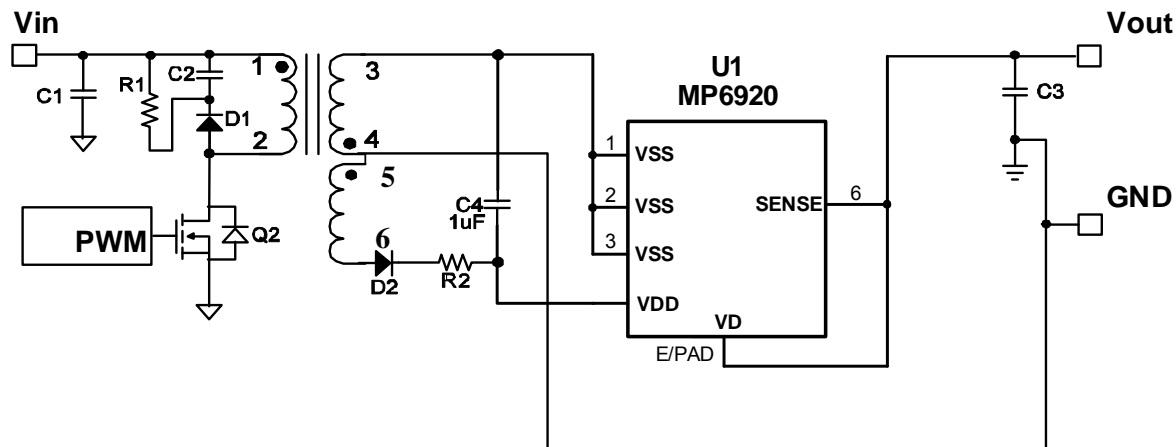 Vin
Vout
C1
R1
C2
D1
1
2
3
4
5
6
PWM
Q2
D2
R2
C4
1uF
U1
MP6920
1
VSS
2
VSS
3
VSS
VDD
VD
E/PAD
SENSE
6
C3
GND